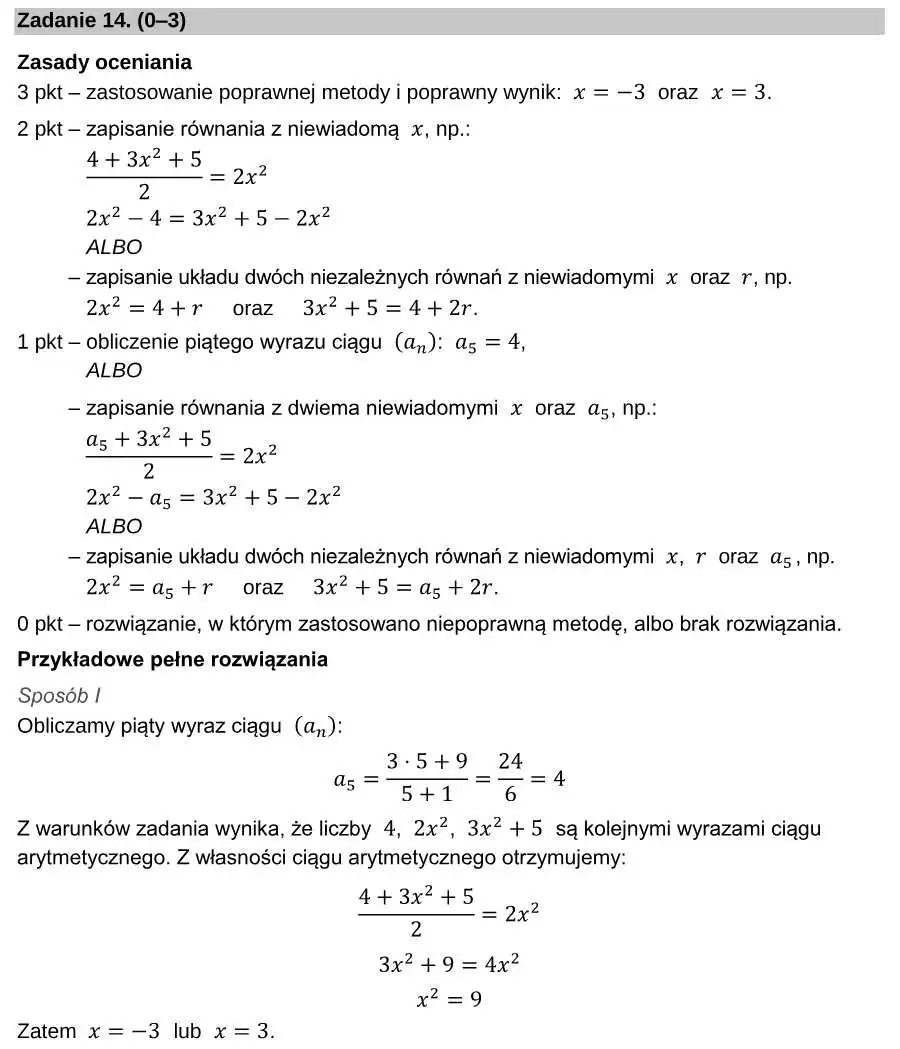 Zadanie 14. (0–3)
Zasady oceniania
3 pkt – zastosowanie poprawnej metody i poprawny wynik: x = −3 oraz x = 3.
2 pkt – zapisanie równania z niewiadomą x, np.:
(4 + 3x² + 5)/2 = 2x²
2x² − 4 = 3x² + 5 − 2x²
ALBO
– zapisanie układu dwóch niezależnych równań z niewiadomymi x oraz r, np.
2x² = 4 + r oraz 3x² + 5 = 4 + 2r.
1 pkt – obliczenie piątego wyrazu ciągu (aₙ): a₅ = 4,
ALBO
– zapisanie równania z dwiema niewiadomymi x oraz a₅, np.:
(a₅ + 3x² + 5)/2 = 2x²
2x² − a₅ = 3x² + 5 − 2x²
ALBO
– zapisanie układu dwóch niezależnych równań z niewiadomymi x, r oraz a₅, np.
2x² = a₅ + r oraz 3x² + 5 = a₅ + 2r.
0 pkt – rozwiązanie, w którym zastosowano niepoprawną metodę, albo brak rozwiązania.
Przykładowe pełne rozwiązania
Sposób I
Obliczamy piąty wyraz ciągu (aₙ):
a₅ = (3 · 5 + 9)/(5 + 1) = 24/6 = 4
Z warunków zadania wynika, że liczby 4, 2x², 3x² + 5 są kolejnymi wyrazami ciągu
arytmetycznego. Z własności ciągu arytmetycznego otrzymujemy:
(4 + 3x² + 5)/2 = 2x²
3x² + 9 = 4x²
x² = 9
Zatem x = −3 lub x = 3.